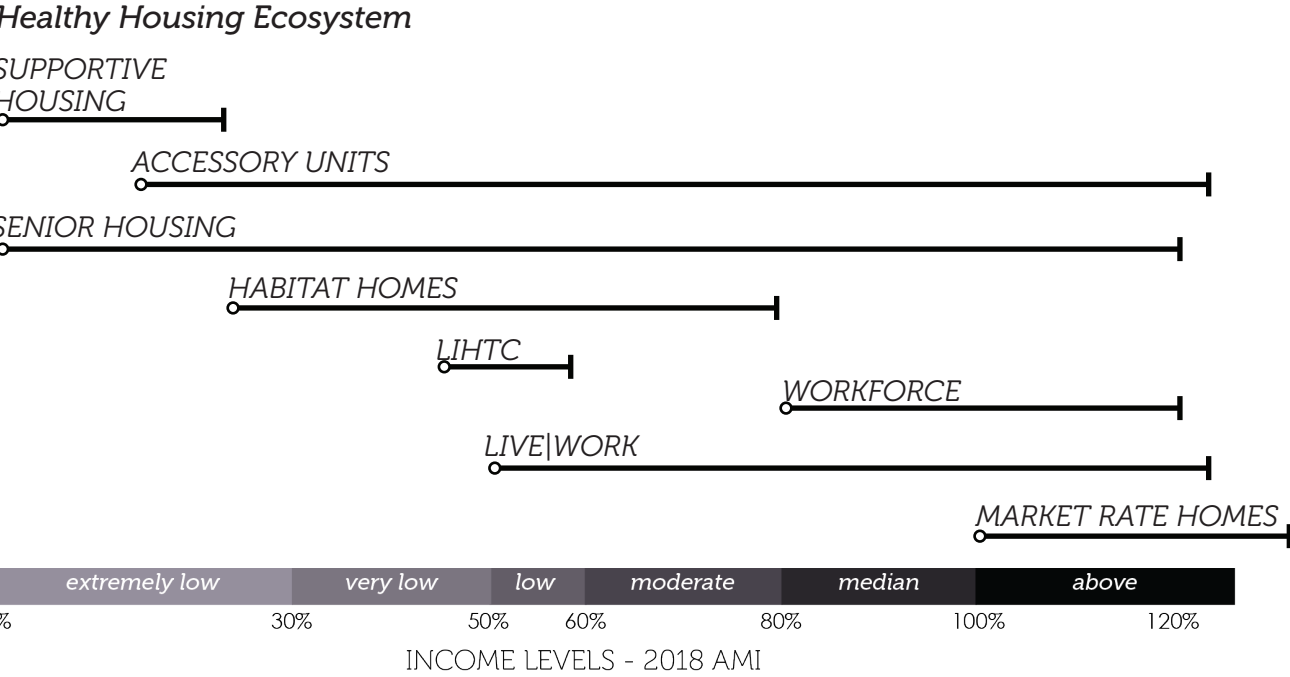 Healthy Housing Ecosystem
SUPPORTIVE
HOUSING
ACCESSORY UNITS
SENIOR HOUSING
HABITAT HOMES
LIHTC
WORKFORCE
LIVE|WORK
MARKET RATE HOMES
extremely low very low low moderate median above
% 30% 50% 60% 80% 100% 120%
INCOME LEVELS - 2018 AMI